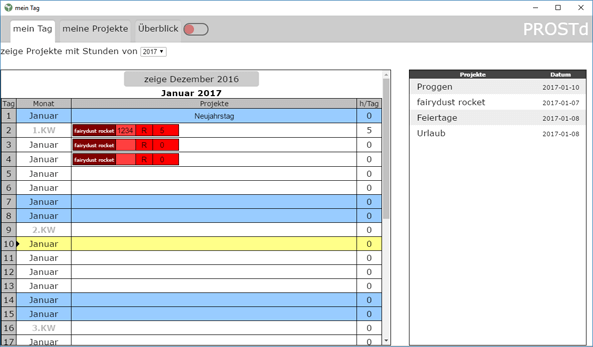 mein Tag
mein Tag meine Projekte Überblick PROSTd
zeige Projekte mit Stunden von 2017
zeige Dezember 2016
Januar 2017
Tag Monat Projekte h/Tag
1 Januar Neujahrstag 0
2 1.KW fairydust rocket 1234 R 5 5
3 Januar fairydust rocket R 0 0
4 Januar fairydust rocket R 0 0
5 Januar 0
6 Januar 0
7 Januar 0
8 Januar 0
9 2.KW 0
10 Januar 0
11 Januar 0
12 Januar 0
13 Januar 0
14 Januar 0
15 Januar 0
16 3.KW 0
17 Januar 0
Projekte Datum
Proggen 2017-01-10
fairydust rocket 2017-01-07
Feiertage 2017-01-08
Urlaub 2017-01-08